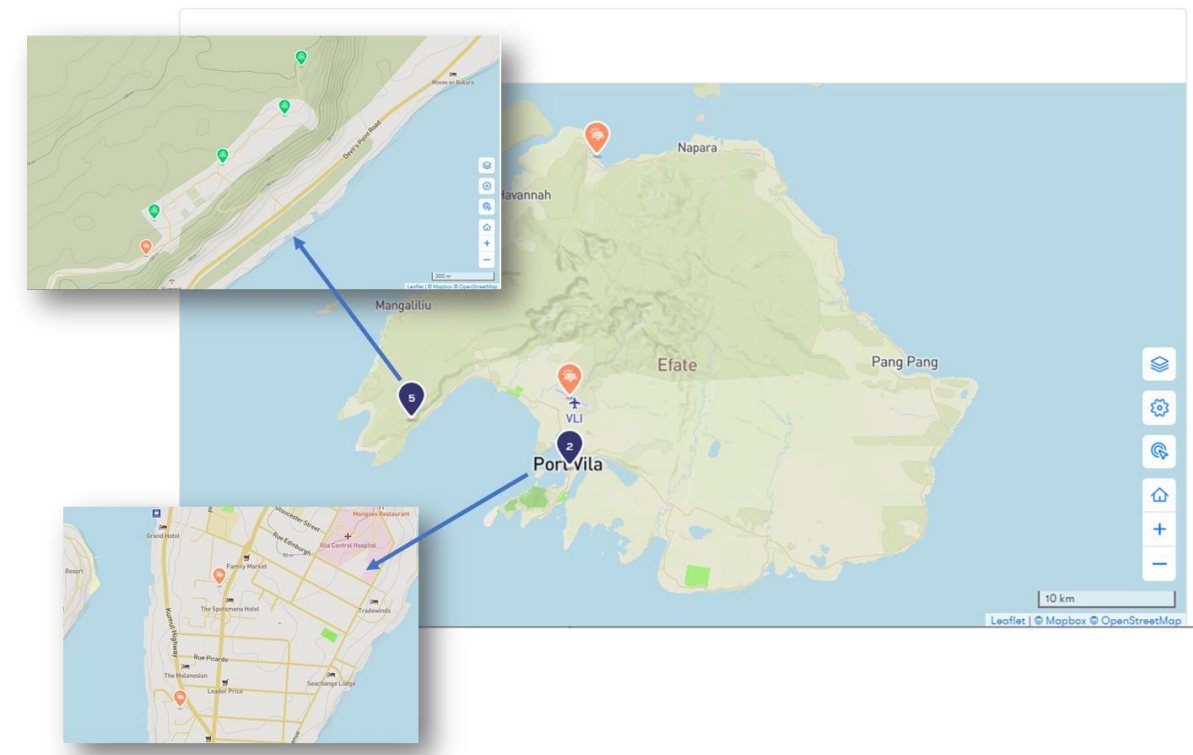 Waves on Bukura
Devil's Point Road
300 m
Leaflet | © Mapbox © OpenStreetMap
Napara
Havannah
Mangaliliu
Efate
Pang Pang
5
VLI
2
Port Vila
+
−
10 km
Leaflet | © Mapbox © OpenStreetMap
Mangoes Restaurant
Gloucester Street
Grand Hotel
Rue Edinburgh
Vila Central Hospital
Resort
Family Market
The Sportsmens Hotel
Tradewinds
Kumul Highway
Rue Picarde
The Melanesian
Leader Price
Seachange Lodge